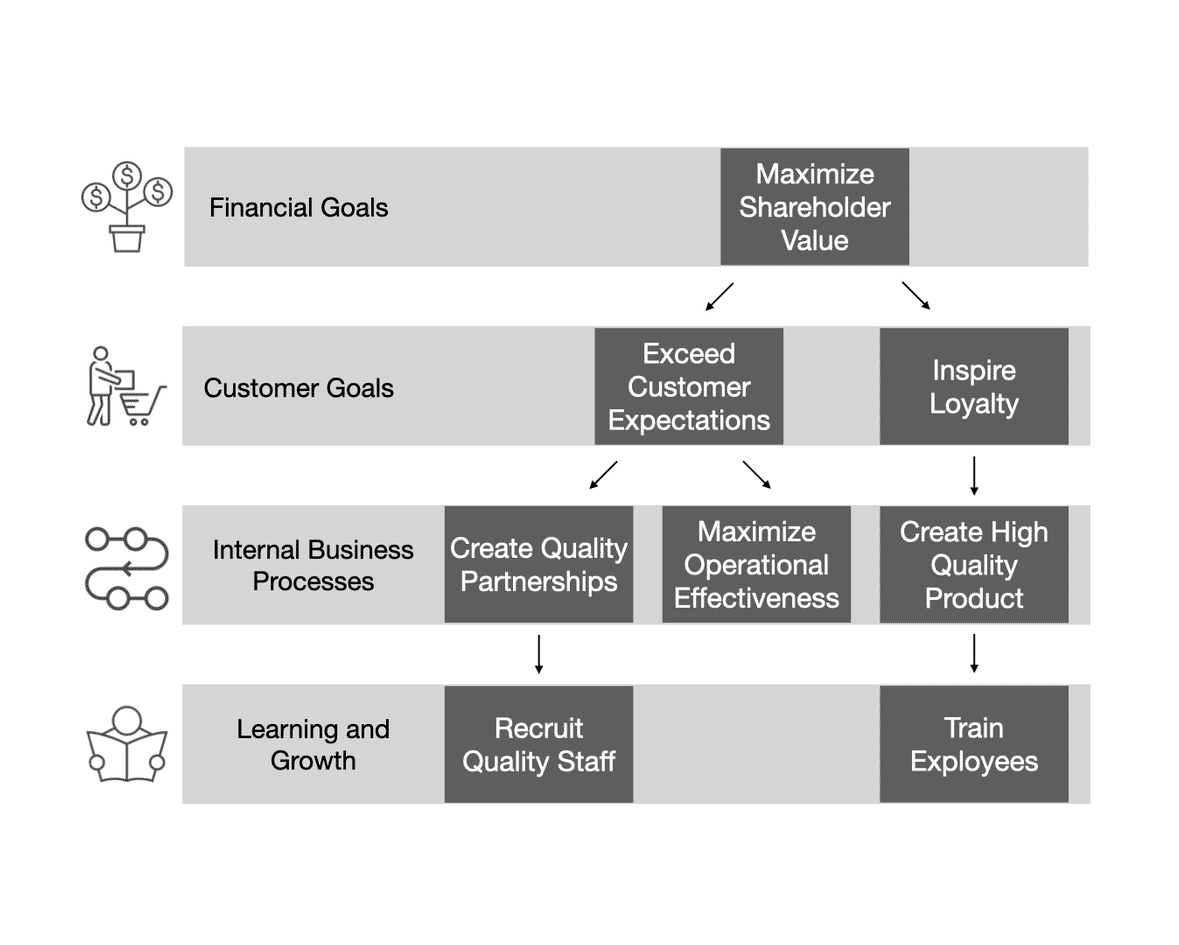 Financial Goals
Maximize
Shareholder
Value
Customer Goals
Exceed
Customer
Expectations
Inspire
Loyalty
Internal Business
Processes
Create Quality
Partnerships
Maximize
Operational
Effectiveness
Create High
Quality
Product
Learning and
Growth
Recruit
Quality Staff
Train
Exployees
$
$
$